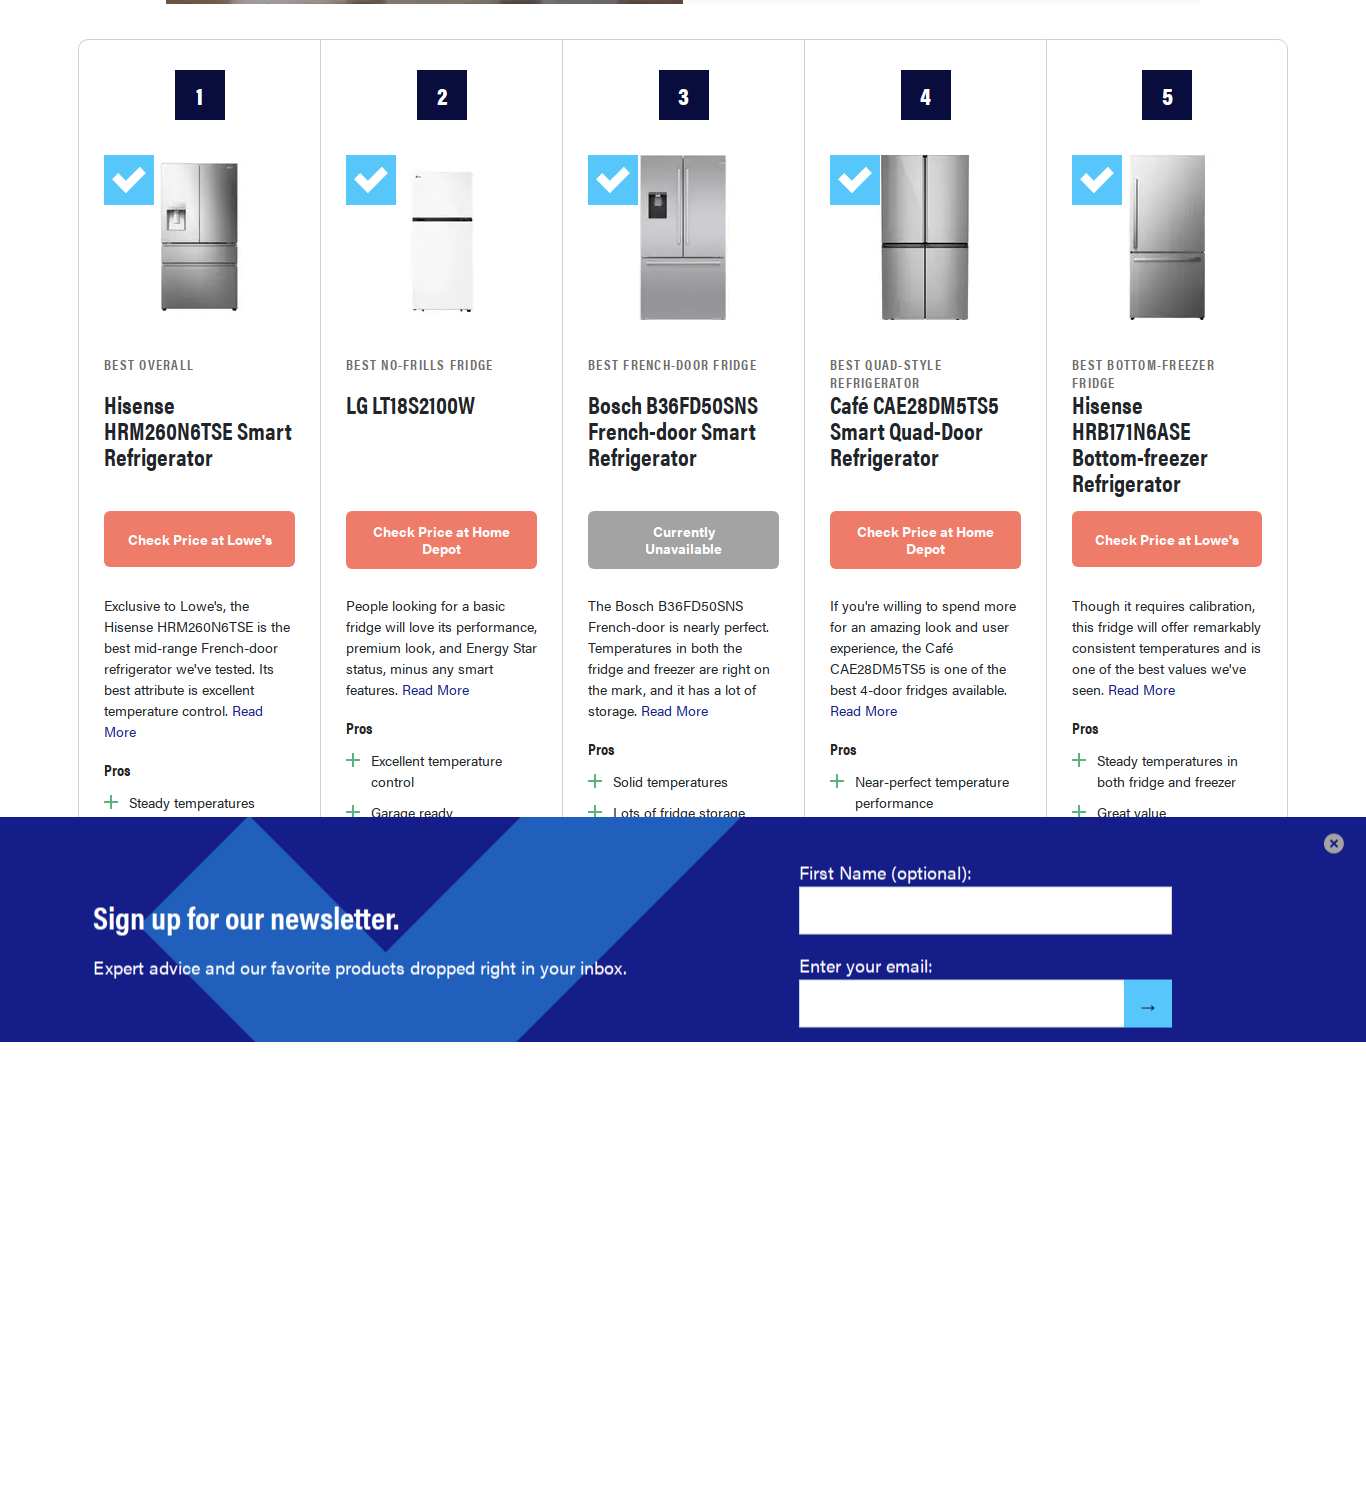 1
BEST OVERALL
Hisense
HRM260N6TSE Smart
Refrigerator
Check Price at Lowe's
Exclusive to Lowe's, the
Hisense HRM260N6TSE is the
best mid-range French-door
refrigerator we've tested. Its
best attribute is excellent
temperature control. Read
More
Pros
Steady temperatures
2
BEST NO-FRILLS FRIDGE
LG LT18S2100W
Check Price at Home
Depot
People looking for a basic
fridge will love its performance,
premium look, and Energy Star
status, minus any smart
features. Read More
Pros
Excellent temperature
control
Garage ready
3
BEST FRENCH-DOOR FRIDGE
Bosch B36FD50SNS
French-door Smart
Refrigerator
Currently
Unavailable
The Bosch B36FD50SNS
French-door is nearly perfect.
Temperatures in both the
fridge and freezer are right on
the mark, and it has a lot of
storage. Read More
Pros
Solid temperatures
Lots of fridge storage
4
BEST QUAD-STYLE
REFRIGERATOR
Café CAE28DM5TS5
Smart Quad-Door
Refrigerator
Check Price at Home
Depot
If you're willing to spend more
for an amazing look and user
experience, the Café
CAE28DM5TS5 is one of the
best 4-door fridges available.
Read More
Pros
Near-perfect temperature
performance
5
BEST BOTTOM-FREEZER
FRIDGE
Hisense
HRB171N6ASE
Bottom-freezer
Refrigerator
Check Price at Lowe's
Though it requires calibration,
this fridge will offer remarkably
consistent temperatures and is
one of the best values we've
seen. Read More
Pros
Steady temperatures in
both fridge and freezer
Great value
Sign up for our newsletter.
Expert advice and our favorite products dropped right in your inbox.
First Name (optional):
Enter your email:
→